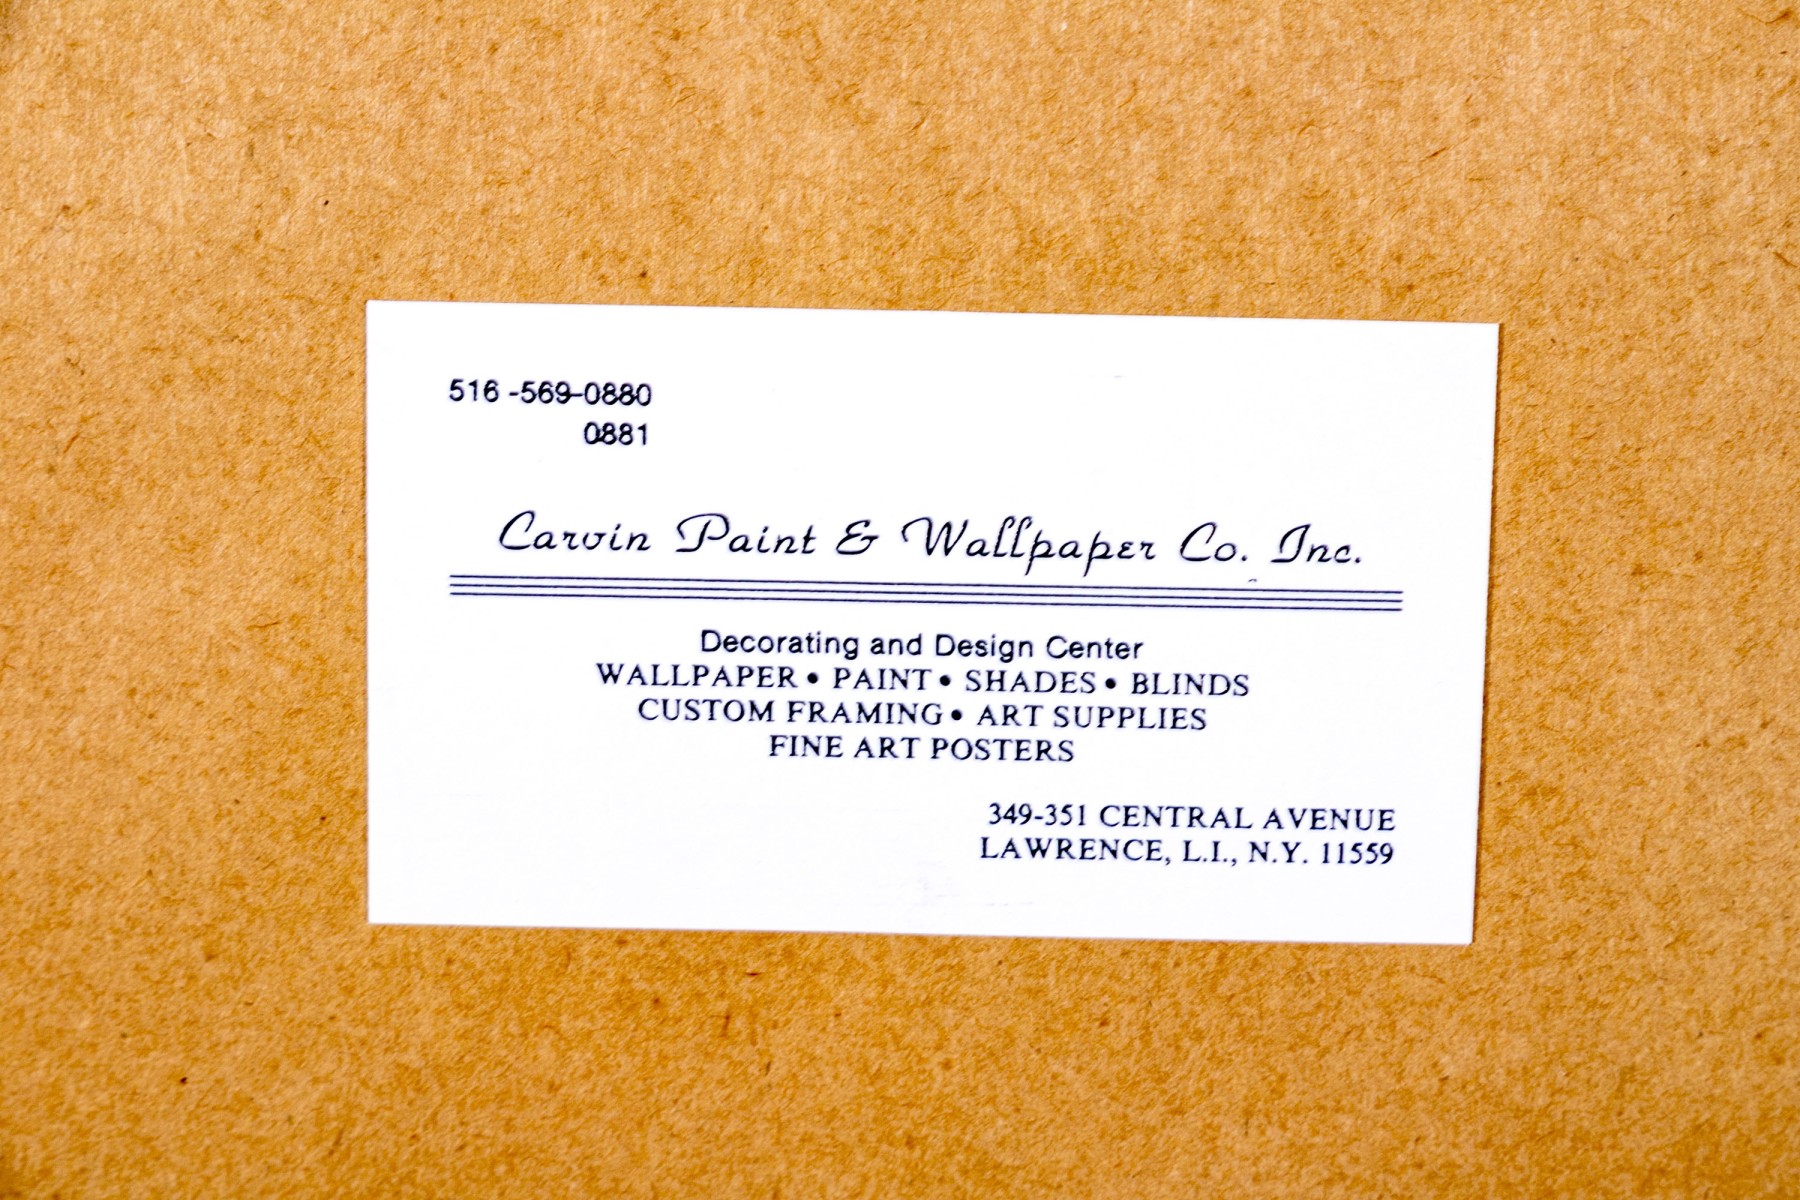 516 -569-0880
0881
Carvin Paint & Wallpaper Co. Inc.
Decorating and Design Center
WALLPAPER • PAINT • SHADES • BLINDS
CUSTOM FRAMING • ART SUPPLIES
FINE ART POSTERS
349-351 CENTRAL AVENUE
LAWRENCE, L.I., N.Y. 11559